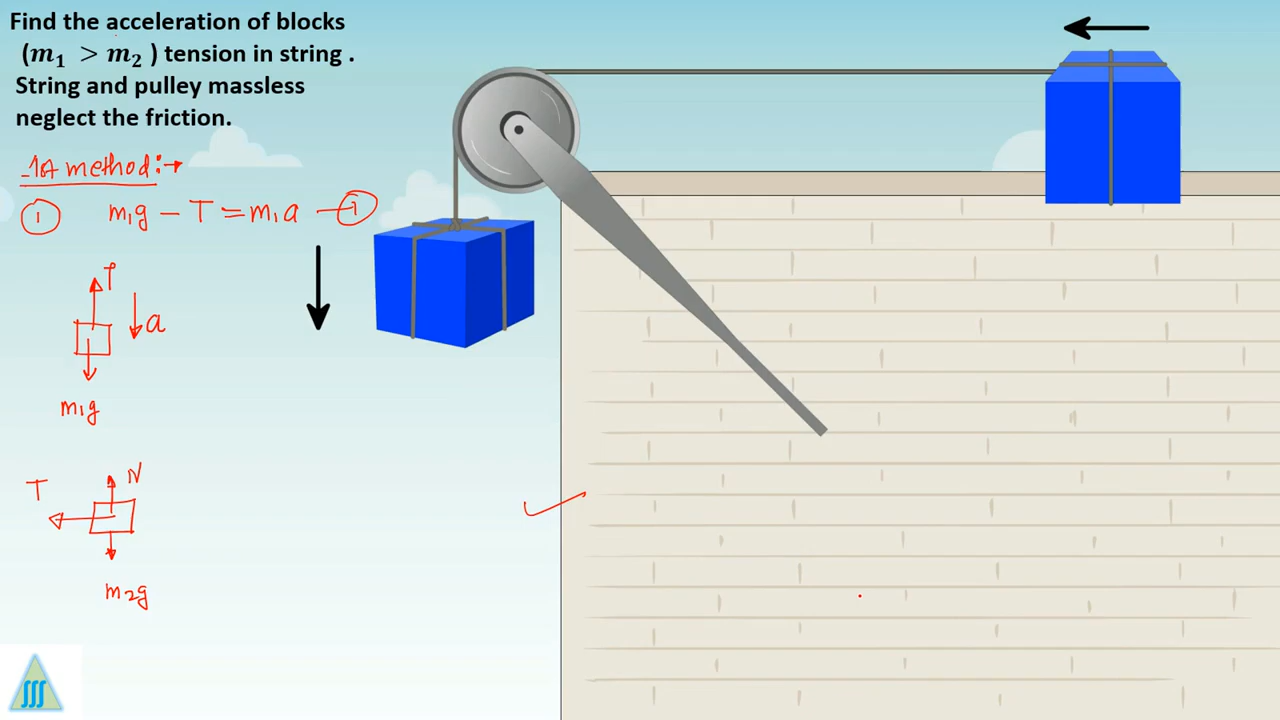 Find the acceleration of blocks
(m₁ > m₂ ) tension in string .
String and pulley massless
neglect the friction.
1st method:→
① m₁g – T = m₁a —①
T
a
m₁g
N
T
m₂g
∫∫∫